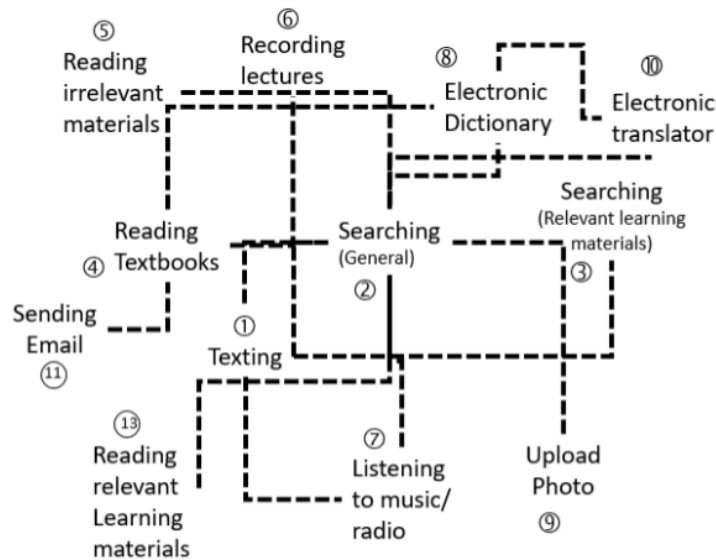 ⑤
Reading
irrelevant
materials
⑥
Recording
lectures
⑧
Electronic
Dictionary
⑩
Electronic
translator
Reading
Textbooks
④
Searching
(General)
②
Searching
(Relevant learning
materials)
③
Sending
Email
⑪
①
Texting
⑬
Reading
relevant
Learning
materials
⑦
Listening
to music/
radio
Upload
Photo
⑨